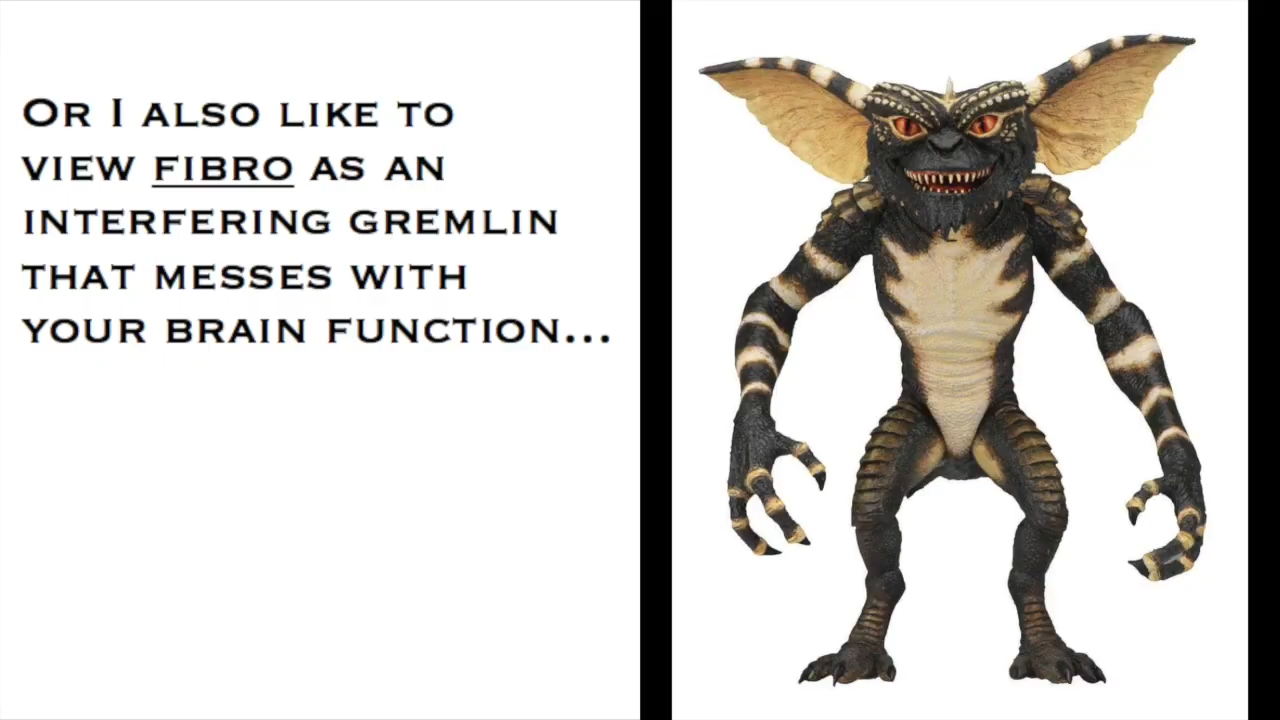 Or I also like to
view fibro as an
interfering gremlin
that messes with
your brain function...